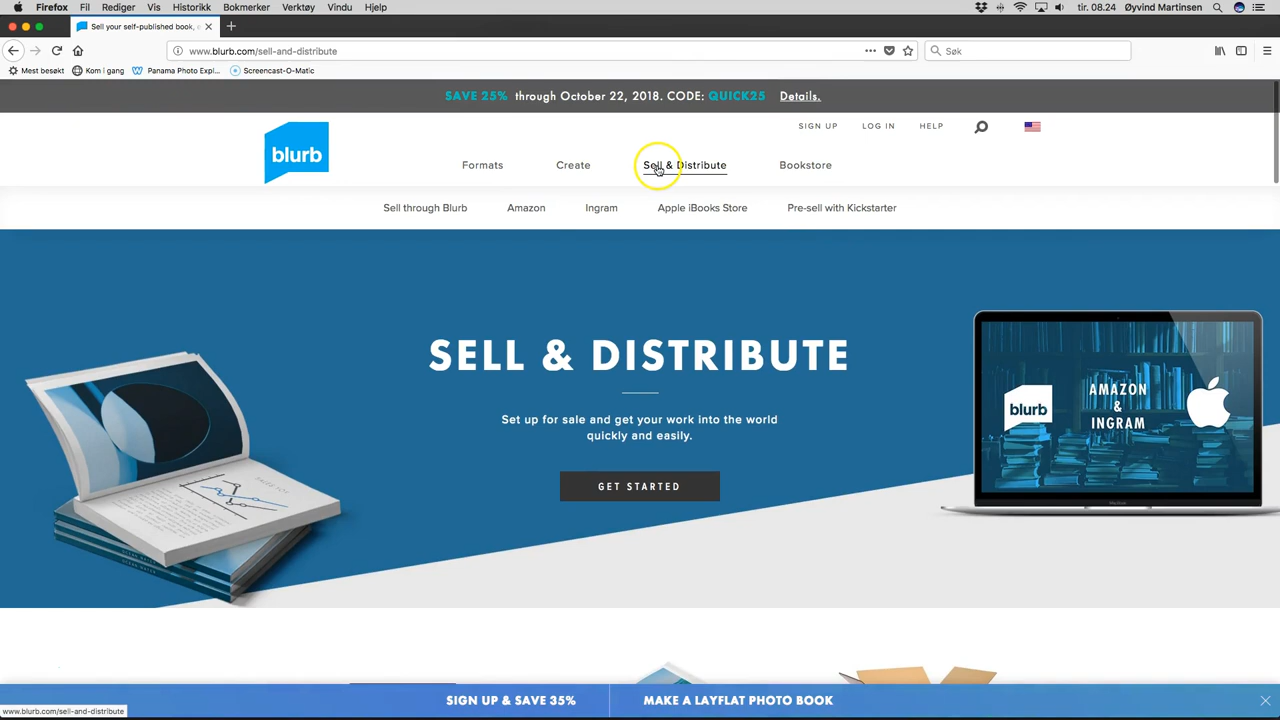 Firefox Fil Rediger Vis Historikk Bokmerker Verktøy Vindu Hjelp tir. 08.24 Øyvind Martinsen
Sell your self-published book,
www.blurb.com/sell-and-distribute
Søk
Mest besøkt Kom i gang Panama Photo Expl... Screencast-O-Matic
SAVE 25% through October 22, 2018. CODE: QUICK25 Details.
SIGN UP LOG IN HELP
blurb
Formats Create Sell & Distribute Bookstore
Sell through Blurb Amazon Ingram Apple iBooks Store Pre-sell with Kickstarter
SELL & DISTRIBUTE
Set up for sale and get your work into the world
quickly and easily.
GET STARTED
blurb
AMAZON
&
INGRAM
SIGN UP & SAVE 35% MAKE A LAYFLAT PHOTO BOOK
www.blurb.com/sell-and-distribute